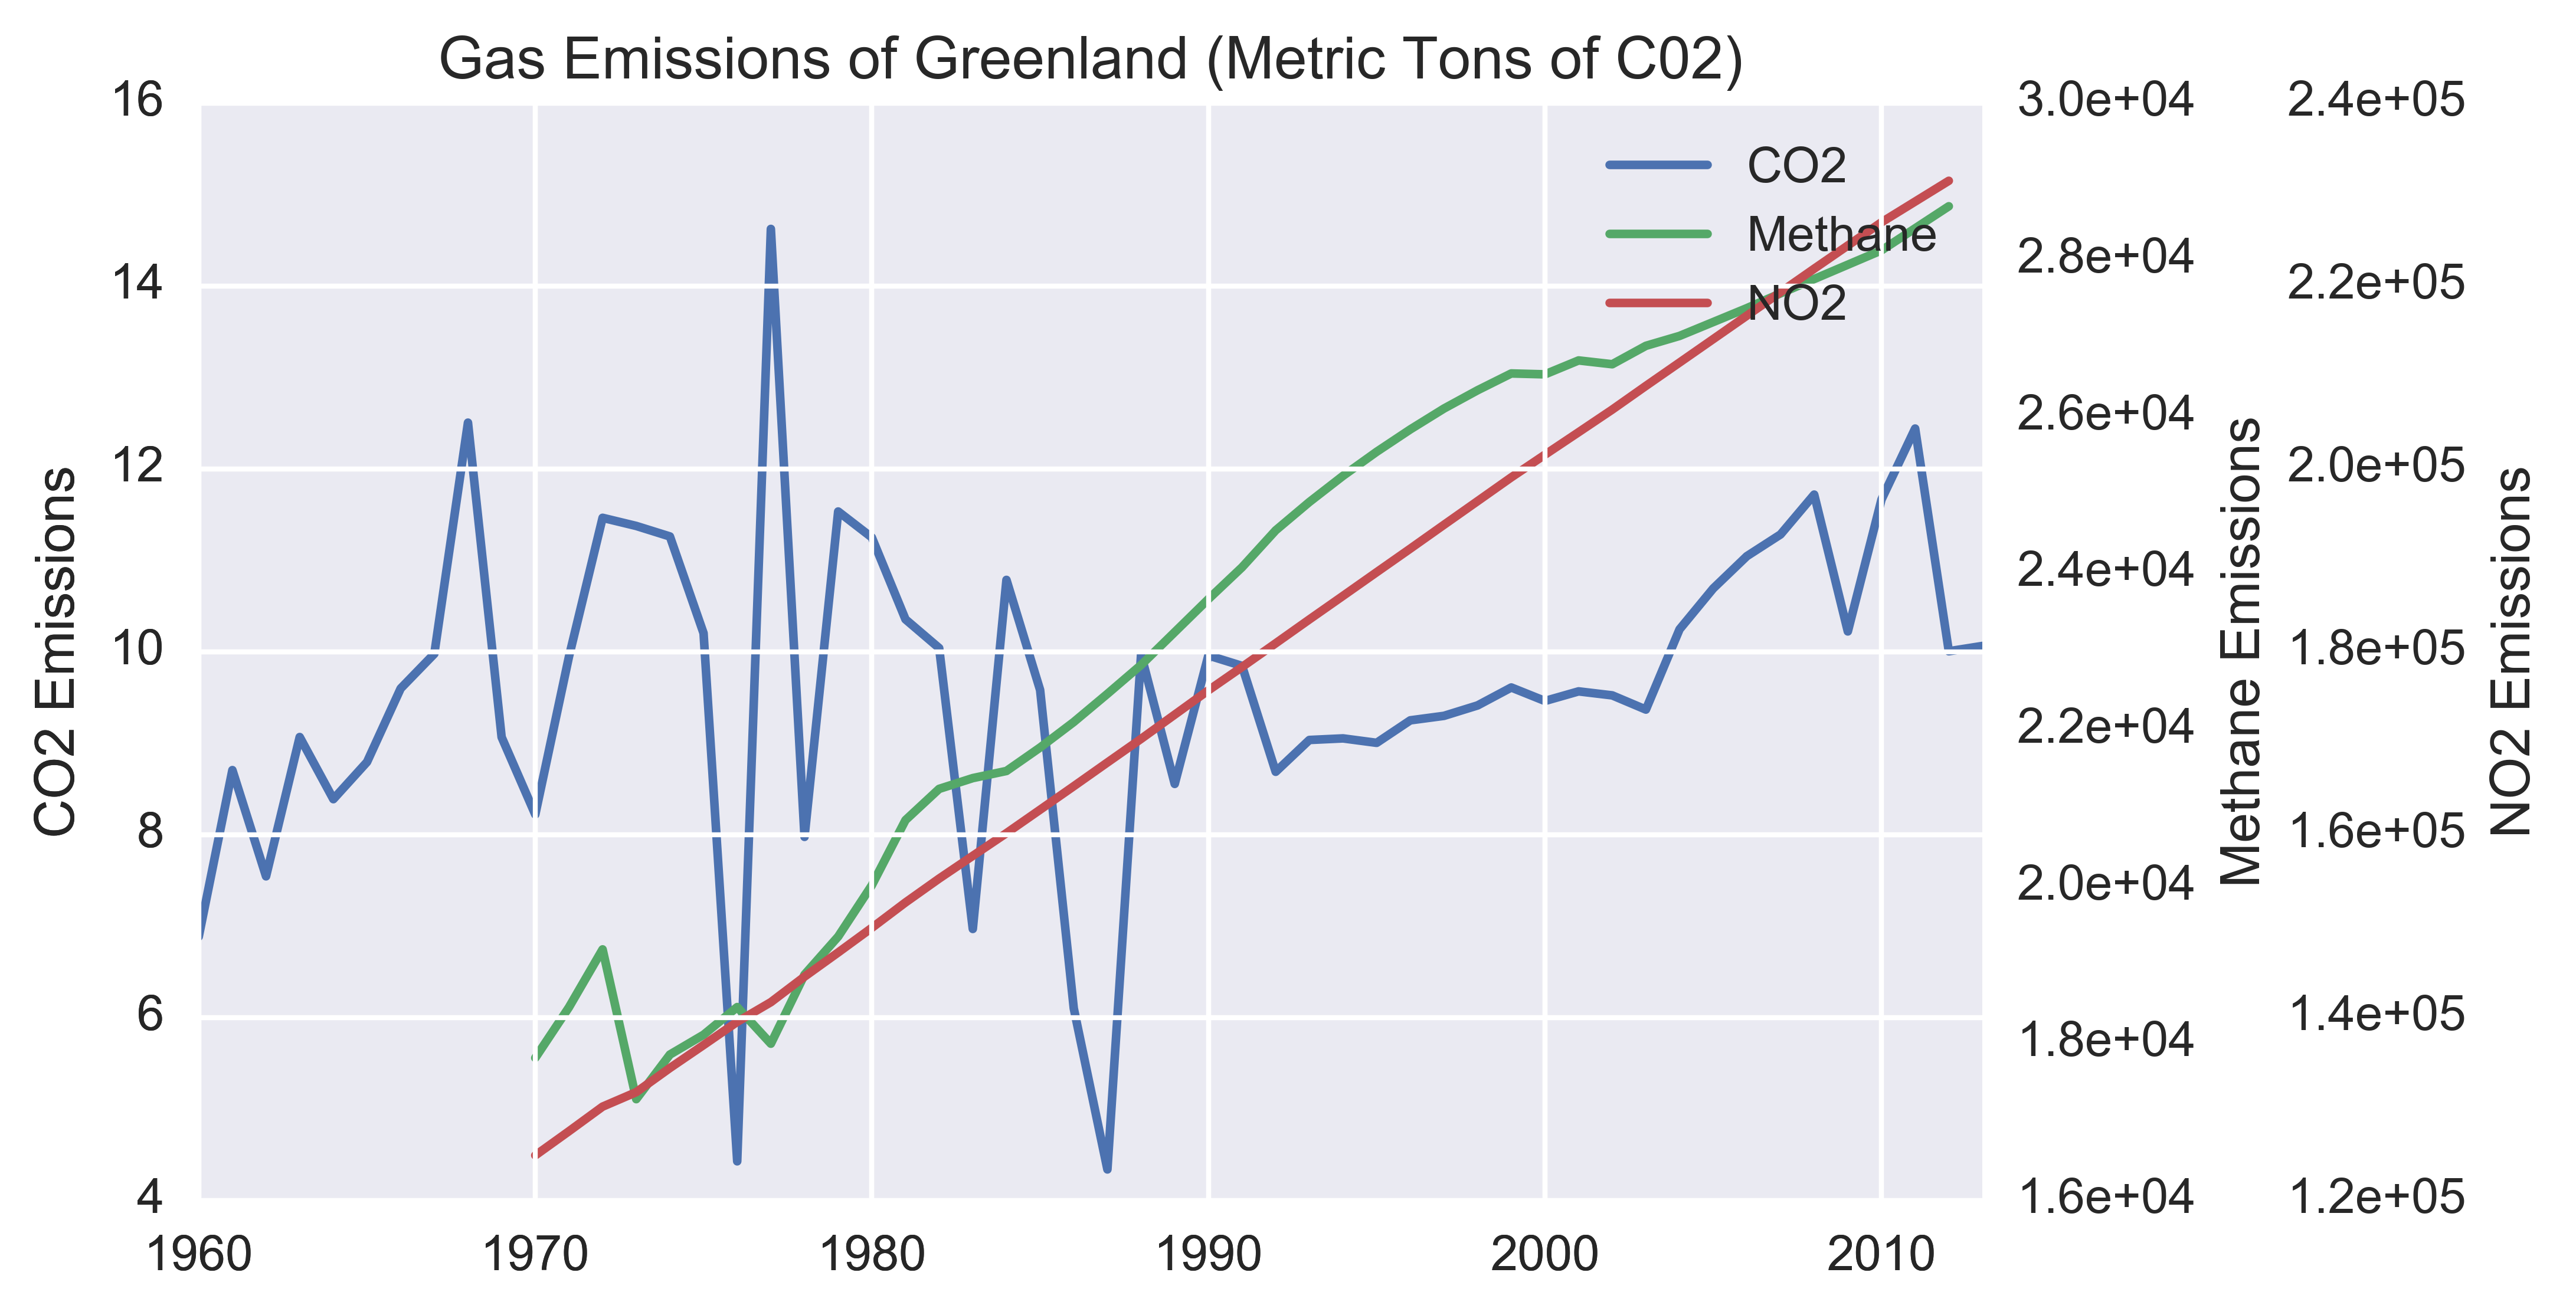 Gas Emissions of Greenland (Metric Tons of C02)
16
14
12
10
8
6
4
CO2 Emissions
1960
1970
1980
1990
2000
2010
CO2
Methane
NO2
3.0e+04
2.8e+04
2.6e+04
2.4e+04
2.2e+04
2.0e+04
1.8e+04
1.6e+04
Methane Emissions
2.4e+05
2.2e+05
2.0e+05
1.8e+05
1.6e+05
1.4e+05
1.2e+05
NO2 Emissions